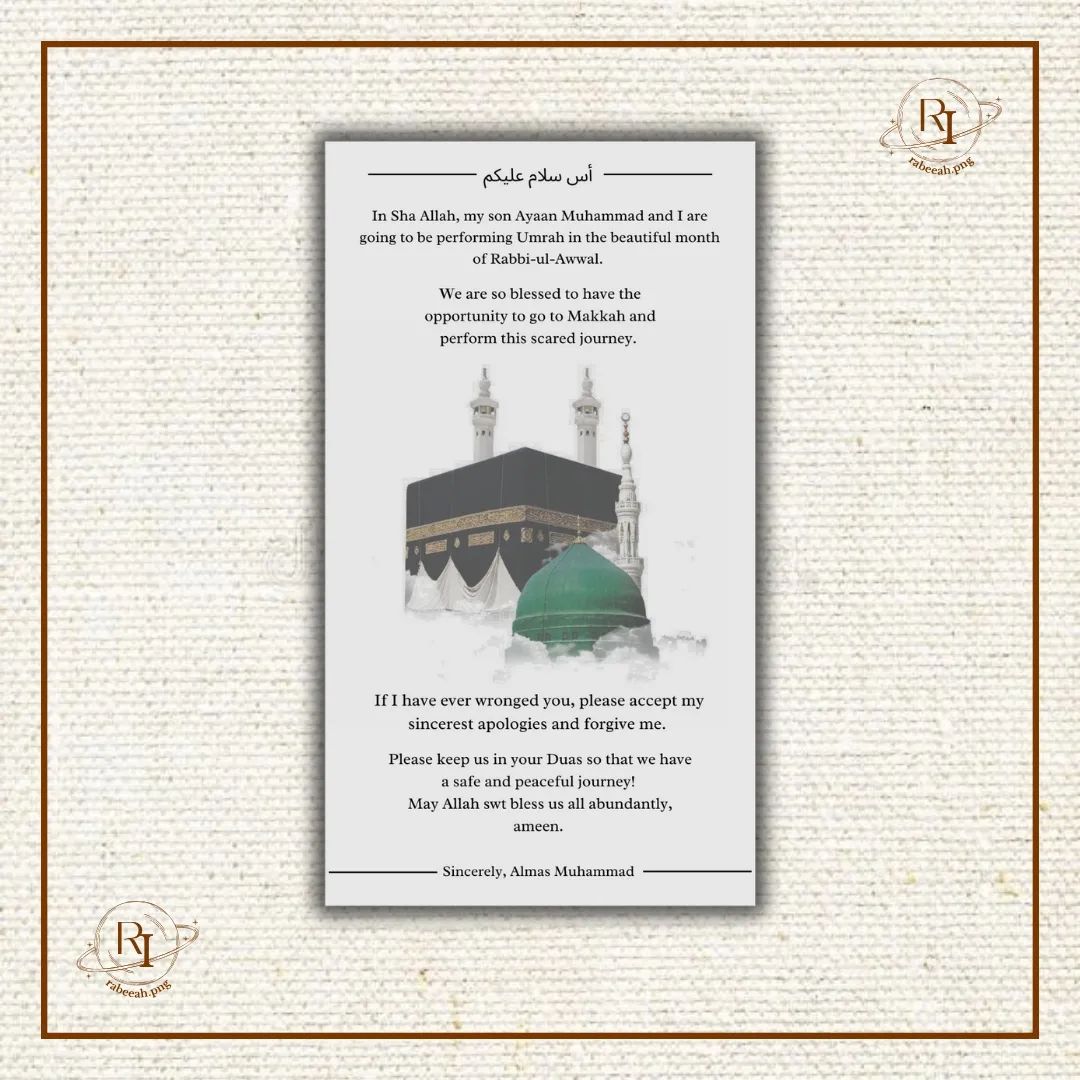 RI
rabeeah.png
أس سلام عليكم
In Sha Allah, my son Ayaan Muhammad and I are
going to be performing Umrah in the beautiful month
of Rabbi-ul-Awwal.
We are so blessed to have the
opportunity to go to Makkah and
perform this scared journey.
If I have ever wronged you, please accept my
sincerest apologies and forgive me.
Please keep us in your Duas so that we have
a safe and peaceful journey!
May Allah swt bless us all abundantly,
ameen.
Sincerely, Almas Muhammad
RI
rabeeah.png